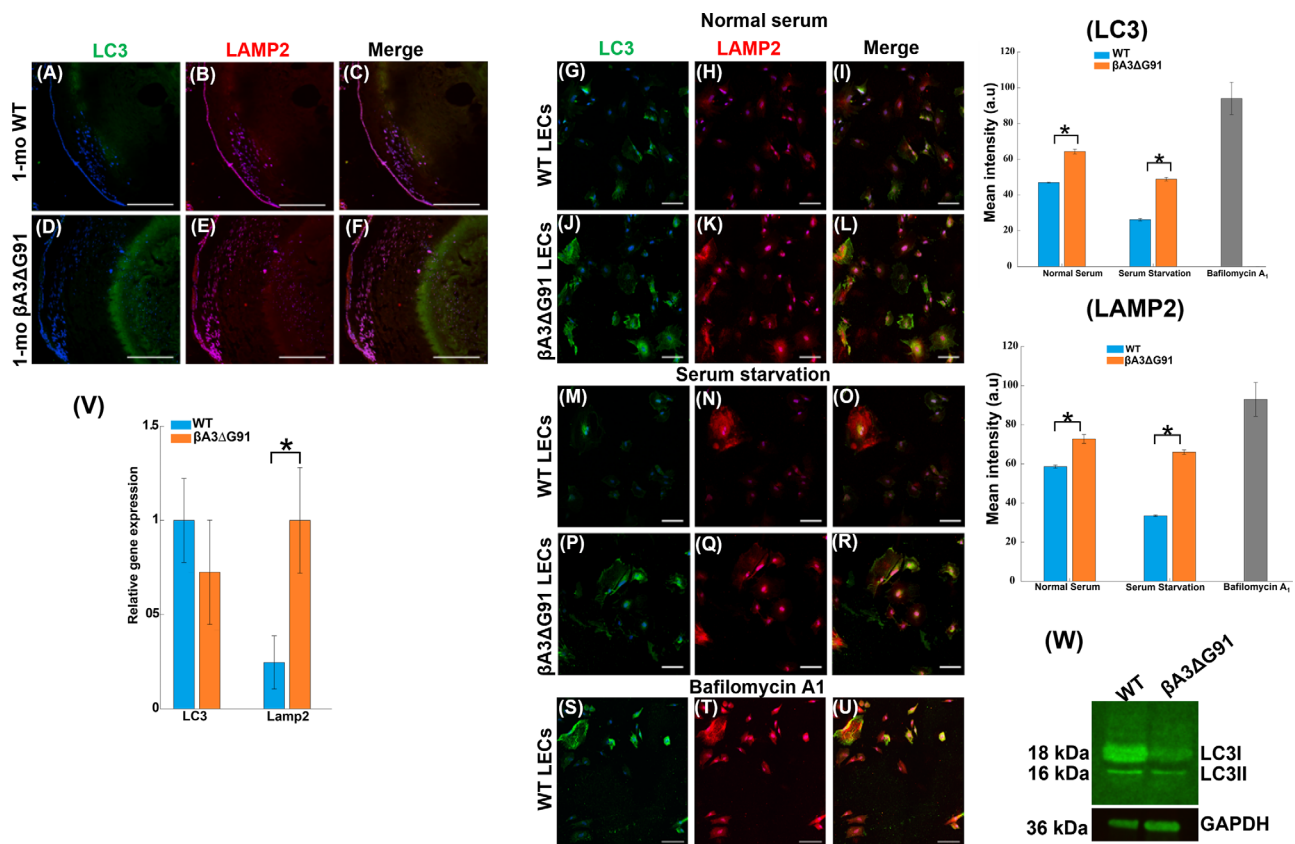 LC3 LAMP2 Merge
1-mo WT
(A) (B) (C)
1-mo βA3ΔG91
(D) (E) (F)
Normal serum
LC3 LAMP2 Merge
WT LECs
(G) (H) (I)
βA3ΔG91 LECs
(J) (K) (L)
Serum starvation
WT LECs
(M) (N) (O)
βA3ΔG91 LECs
(P) (Q) (R)
Bafilomycin A1
WT LECs
(S) (T) (U)
(LC3)
WT
βA3ΔG91
Mean intensity (a.u)
120
100
80
60
40
20
0
* *
Normal Serum Serum Starvation Bafilomycin A1
(LAMP2)
WT
βA3ΔG91
Mean intensity (a.u)
120
100
80
60
40
20
0
* *
Normal Serum Serum Starvation Bafilomycin A1
(V)
WT
βA3ΔG91
Relative gene expression
1.5
1
05
0
*
LC3 Lamp2
(W)
WT βA3ΔG91
18 kDa LC3I
16 kDa LC3II
36 kDa GAPDH